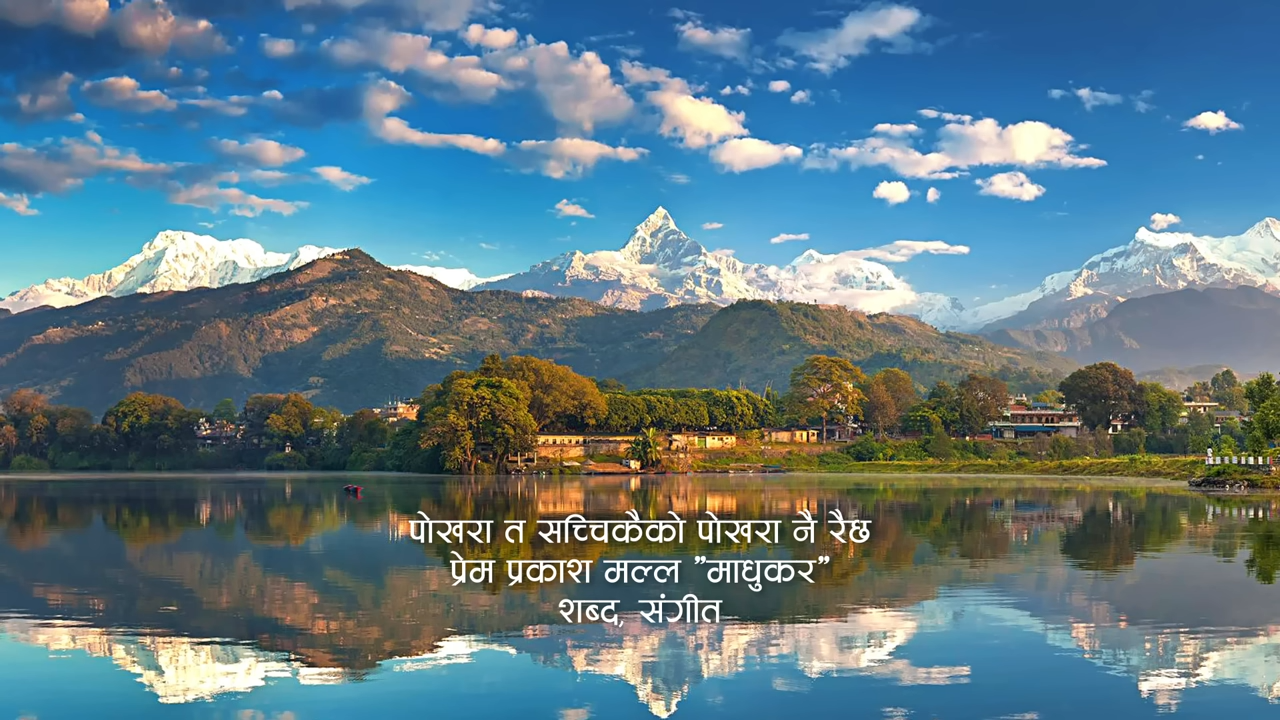 पोखरा त सच्चिकैको पोखरा नै रैछ
प्रेम प्रकाश मल्ल "माधुकर"
शब्द, संगीत